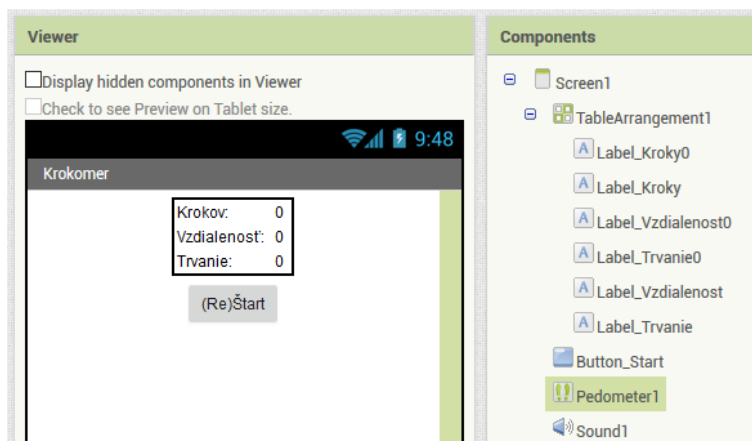 Viewer
Display hidden components in Viewer
Check to see Preview on Tablet size.
9:48
Krokomer
Krokov: 0
Vzdialenosť: 0
Trvanie: 0
(Re)Štart
Components
Screen1
TableArrangement1
A Label_Kroky0
A Label_Kroky
A Label_Vzdialenost0
A Label_Trvanie0
A Label_Vzdialenost
A Label_Trvanie
Button_Start
Pedometer1
Sound1